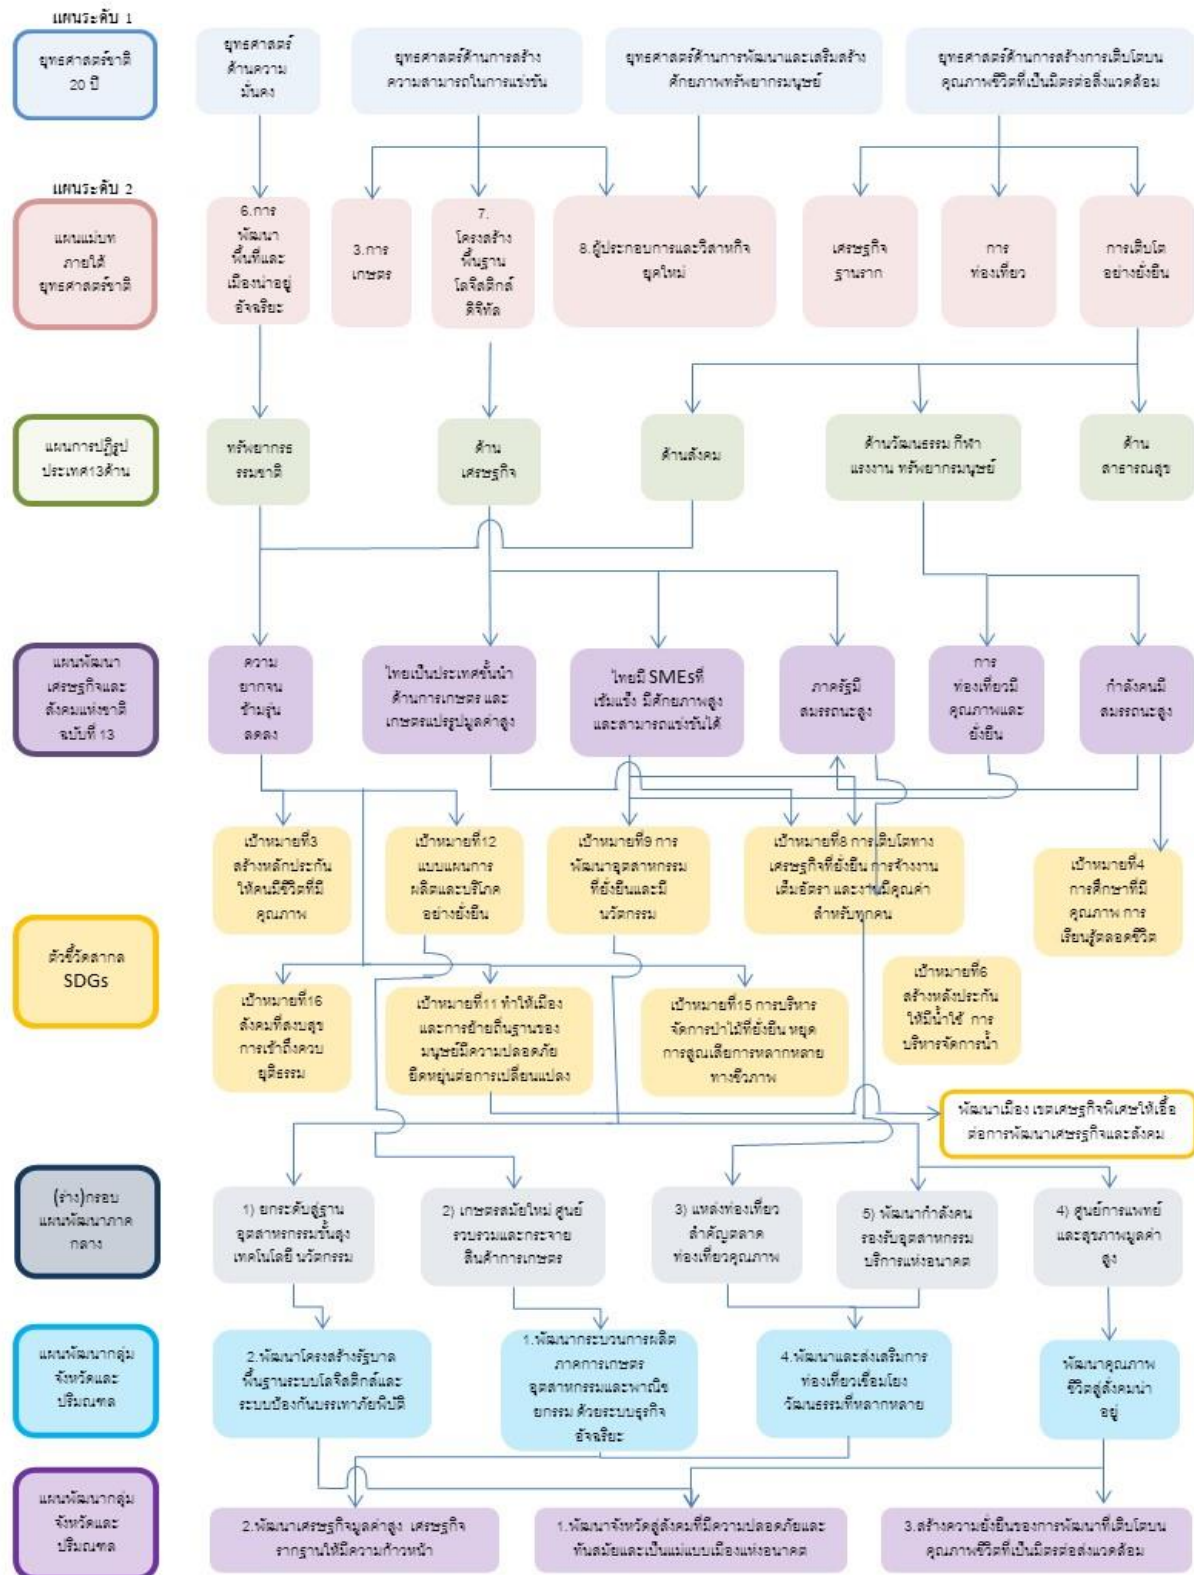 แผนระดับ 1
ยุทธศาสตร์ชาติ
20 ปี
ยุทธศาสตร์
ด้านความ
มั่นคง
ยุทธศาสตร์ด้านการสร้าง
ความสามารถในการแข่งขัน
ยุทธศาสตร์ด้านการพัฒนาและเสริมสร้าง
ศักยภาพทรัพยากรมนุษย์
ยุทธศาสตร์ด้านการสร้างการเติบโตบน
คุณภาพชีวิตที่เป็นมิตรต่อสิ่งแวดล้อม
แผนระดับ 2
แผนแม่บท
ภายใต้
ยุทธศาสตร์ชาติ
6.การ
พัฒนา
พื้นที่และ
เมืองน่าอยู่
อัจฉริยะ
3.การ
เกษตร
7.
โครงสร้าง
พื้นฐาน
โลจิสติกส์
ดิจิทัล
8.ผู้ประกอบการและวิสาหกิจ
ยุคใหม่
เศรษฐกิจ
ฐานราก
การ
ท่องเที่ยว
การเติบโต
อย่างยั่งยืน
แผนการปฏิรูป
ประเทศ13ด้าน
ทรัพยากรธ
รรมชาติ
ด้าน
เศรษฐกิจ
ด้านสังคม
ด้านวัฒนธรรม กีฬา
แรงงาน ทรัพยากรมนุษย์
ด้าน
สาธารณสุข
แผนพัฒนา
เศรษฐกิจและ
สังคมแห่งชาติ
ฉบับที่ 13
ความ
ยากจน
ข้ามรุ่น
ลดลง
ไทยเป็นประเทศชั้นนำ
ด้านการเกษตร และ
เกษตรแปรรูปมูลค่าสูง
ไทยมี SMEsที่
เข้มแข็ง มีศักยภาพสูง
และสามารถแข่งขันได้
ภาครัฐมี
สมรรถนะสูง
การ
ท่องเที่ยวมี
คุณภาพและ
ยั่งยืน
กำลังคนมี
สมรรถนะสูง
ตัวชี้วัดสากล
SDGs
เป้าหมายที่3
สร้างหลักประกัน
ให้คนมีชีวิตที่มี
คุณภาพ
เป้าหมายที่12
แบบแผนการ
ผลิตและบริโภค
อย่างยั่งยืน
เป้าหมายที่9 การ
พัฒนาอุตสาหกรรม
ที่ยั่งยืนและมี
นวัตกรรม
เป้าหมายที่8 การเติบโตทาง
เศรษฐกิจที่ยั่งยืน การจ้างงาน
เต็มอัตรา และงานมีคุณค่า
สำหรับทุกคน
เป้าหมายที่4
การศึกษาที่มี
คุณภาพ การ
เรียนรู้ตลอดชีวิต
เป้าหมายที่16
สังคมที่สงบสุข
การเข้าถึงควบ
ยุติธรรม
เป้าหมายที่11 ทำให้เมือง
และการย้ายถิ่นฐานของ
มนุษย์มีความปลอดภัย
ยืดหยุ่นต่อการเปลี่ยนแปลง
เป้าหมายที่15 การบริหาร
จัดการป่าไม้ที่ยั่งยืน หยุด
การสูญเสียการหลากหลาย
ทางชีวภาพ
เป้าหมายที่6
สร้างหลังประกัน
ให้มีน้ำใช้ การ
บริหารจัดการน้ำ
พัฒนาเมือง เขตเศรษฐกิจพิเศษให้เอื้อ
ต่อการพัฒนาเศษรฐกิจและสังคม
(ร่าง)กรอบ
แผนพัฒนาภาค
กลาง
1) ยกระดับสู่ฐาน
อุตสาหกรรมขั้นสูง
เทคโนโลยี นวัตกรรม
2) เกษตรสมัยใหม่ ศูนย์
รวบรวมและกระจาย
สินค้าการเกษตร
3) แหล่งท่องเที่ยว
สำคัญตลาด
ท่องเที่ยวคุณภาพ
5) พัฒนากำลังคน
รองรับอุตสาหกรรม
บริการแห่งอนาคต
4) ศูนย์การแพทย์
และสุขภาพมูลค่า
สูง
แผนพัฒนากลุ่ม
จังหวัดและ
ปริมณฑล
2.พัฒนาโครงสร้างรัฐบาล
พื้นฐานระบบโลจิสติกส์และ
ระบบป้องกันบรรเทาภัยพิบัติ
1.พัฒนากระบวนการผลิต
ภาคการเกษตร
อุตสาหกรรมและพาณิช
ยกรรม ด้วยระบบธุรกิจ
อัจฉริยะ
4.พัฒนาและส่งเสริมการ
ท่องเที่ยวเชื่อมโยง
วัฒนธรรมที่หลากหลาย
พัฒนาคุณภาพ
ชีวิตสู่สังคมน่า
อยู่
แผนพัฒนากลุ่ม
จังหวัดและ
ปริมณฑล
2.พัฒนาเศรษฐกิจมูลค่าสูง เศรษฐกิจ
รากฐานให้มีความก้าวหน้า
1.พัฒนาจังหวัดสู่สังคมที่มีความปลอดภัยและ
ทันสมัยและเป็นแม่แบบเมืองแห่งอนาคต
3.สร้างความยั่งยืนของการพัฒนาที่เติบโตบน
คุณภาพชีวิตที่เป็นมิตรต่อส่งแวดล้อม